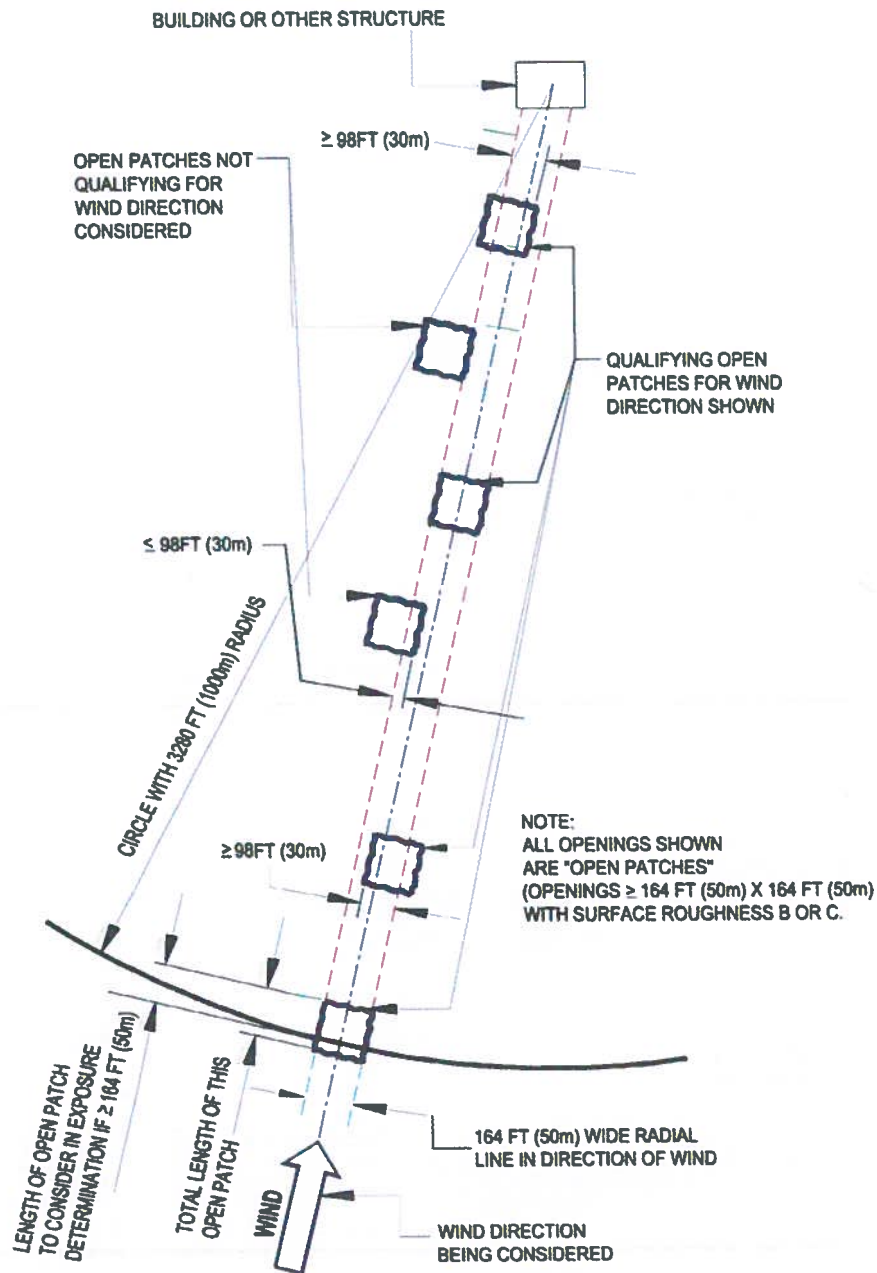 BUILDING OR OTHER STRUCTURE
≥ 98FT (30m)
OPEN PATCHES NOT
QUALIFYING FOR
WIND DIRECTION
CONSIDERED
QUALIFYING OPEN
PATCHES FOR WIND
DIRECTION SHOWN
≤ 98FT (30m)
CIRCLE WITH 3280 FT (1000m) RADIUS
≥98FT (30m)
NOTE:
ALL OPENINGS SHOWN
ARE "OPEN PATCHES"
(OPENINGS ≥ 164 FT (50m) X 164 FT (50m)
WITH SURFACE ROUGHNESS B OR C.
LENGTH OF OPEN PATCH
TO CONSIDER IN EXPOSURE
DETERMINATION IF ≥ 164 FT (50m)
TOTAL LENGTH OF THIS
OPEN PATCH
WIND
164 FT (50m) WIDE RADIAL
LINE IN DIRECTION OF WIND
WIND DIRECTION
BEING CONSIDERED